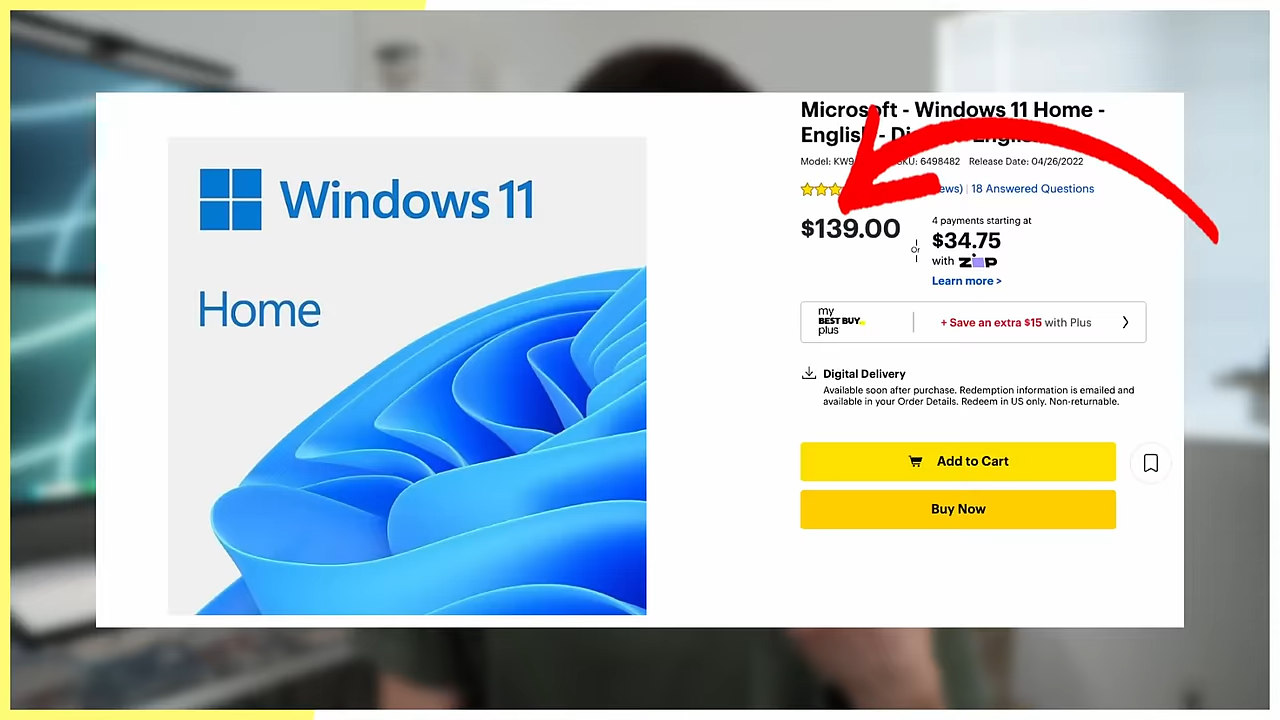 Windows 11
Home
Microsoft - Windows 11 Home -
English - Englis
Model: SKU: 6498482 Release Date: 04/26/2022
18 Answered Questions
$139.00
Or
4 payments starting at
$34.75
with ZIP
Learn more >
my
BEST BUY
plus
+ Save an extra $15 with Plus
Digital Delivery
Available soon after purchase. Redemption information is emailed and
available in your Order Details. Redeem in US only. Non-returnable.
Add to Cart
Buy Now